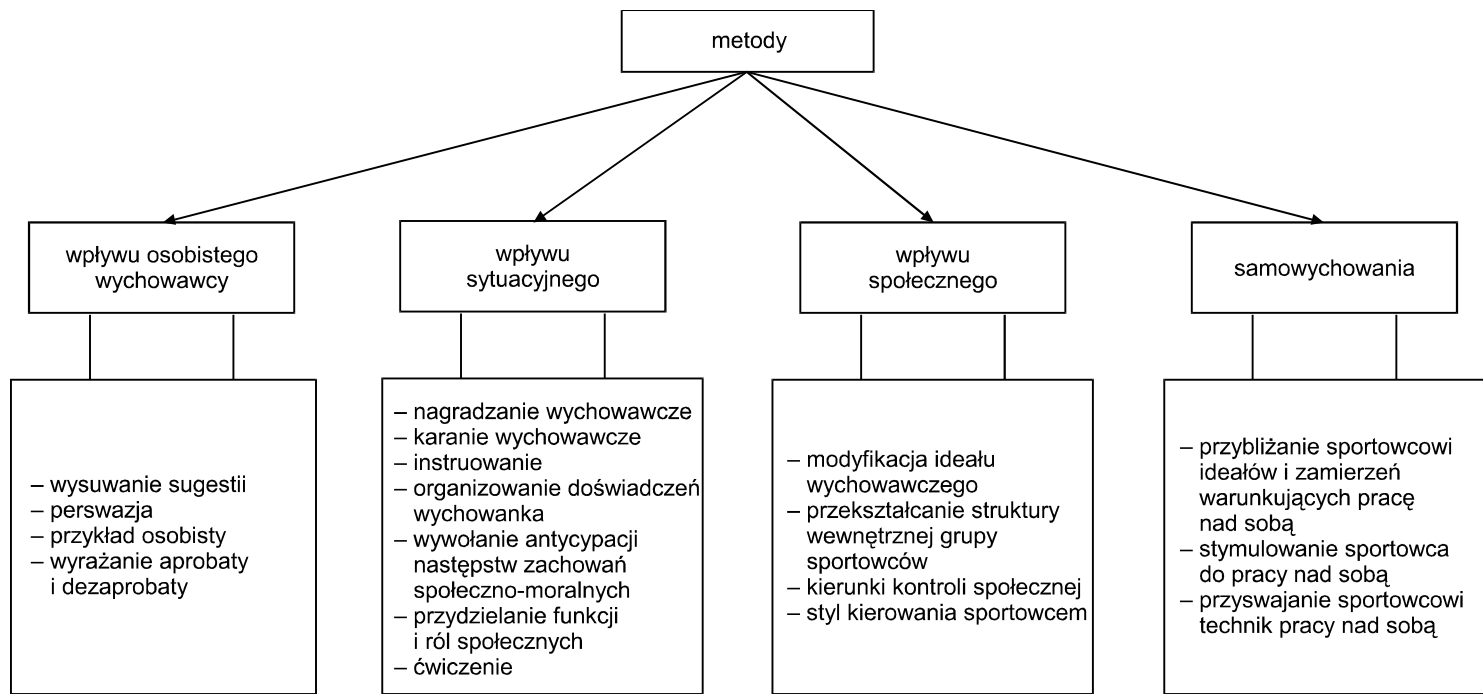 metody
wpływu osobistego
wychowawcy
wpływu
sytuacyjnego
wpływu
społecznego
samowychowania
– wysuwanie sugestii
– perswazja
– przykład osobisty
– wyrażanie aprobaty
i dezaprobaty
– nagradzanie wychowawcze
– karanie wychowawcze
– instruowanie
– organizowanie doświadczeń
wychowanka
– wywołanie antycypacji
następstw zachowań
społeczno-moralnych
– przydzielanie funkcji
i ról społecznych
– ćwiczenie
– modyfikacja ideału
wychowawczego
– przekształcanie struktury
wewnętrznej grupy
sportowców
– kierunki kontroli społecznej
– styl kierowania sportowcem
– przybliżanie sportowcowi
ideałów i zamierzeń
warunkujących pracę
nad sobą
– stymulowanie sportowca
do pracy nad sobą
– przyswajanie sportowcowi
technik pracy nad sobą